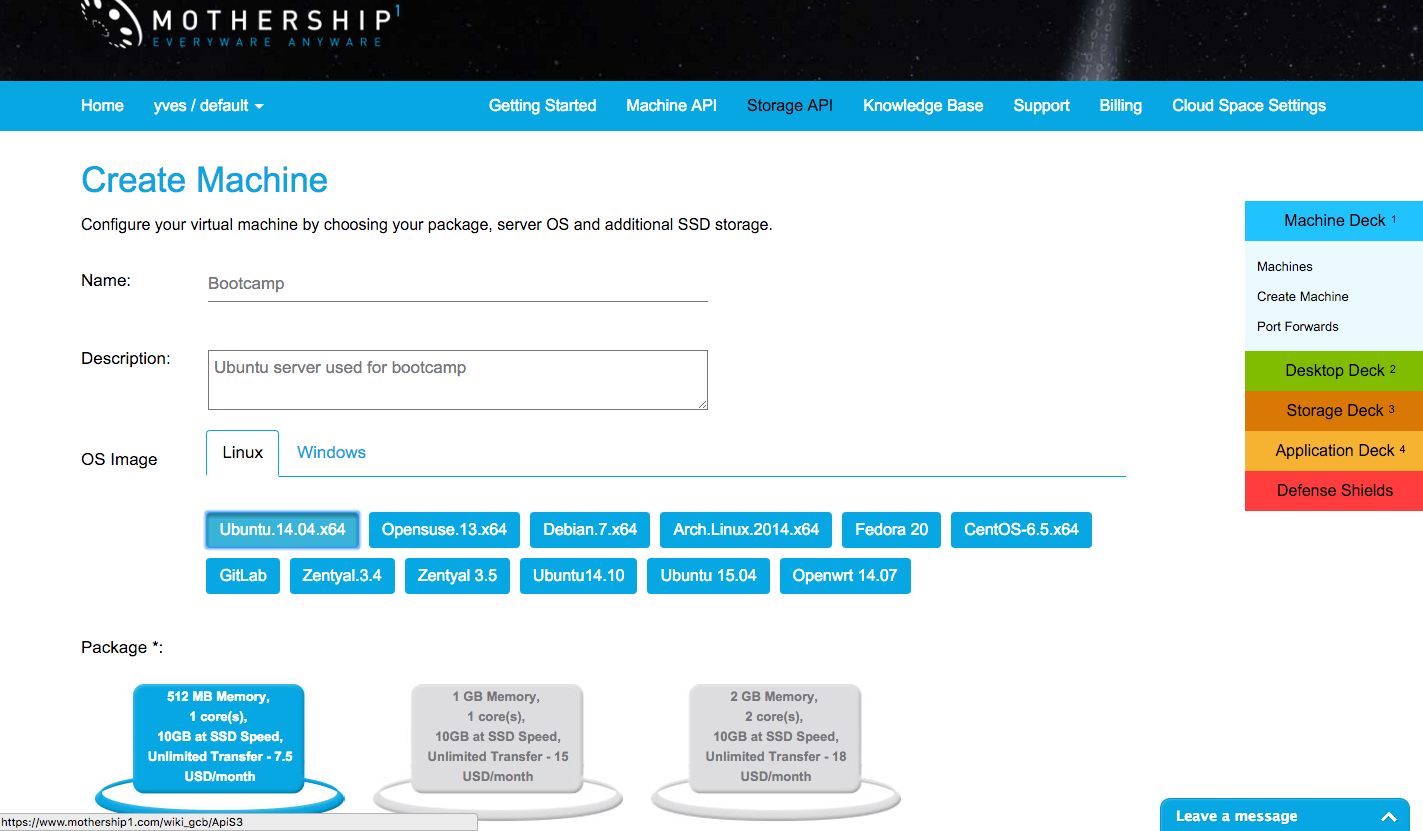 MOTHERSHIP¹
EVERYWARE ANYWARE
Home yves / default Getting Started Machine API Storage API Knowledge Base Support Billing Cloud Space Settings
Create Machine
Configure your virtual machine by choosing your package, server OS and additional SSD storage.
Machine Deck 1
Machines
Create Machine
Port Forwards
Desktop Deck 2
Storage Deck 3
Application Deck 4
Defense Shields
Name: Bootcamp
Description: Ubuntu server used for bootcamp
OS Image Linux Windows
Ubuntu.14.04.x64 Opensuse.13.x64 Debian.7.x64 Arch.Linux.2014.x64 Fedora 20 CentOS-6.5.x64
GitLab Zentyal.3.4 Zentyal 3.5 Ubuntu14.10 Ubuntu 15.04 Openwrt 14.07
Package *:
512 MB Memory,
1 core(s),
10GB at SSD Speed,
Unlimited Transfer - 7.5
USD/month
1 GB Memory,
1 core(s),
10GB at SSD Speed,
Unlimited Transfer - 15
USD/month
2 GB Memory,
2 core(s),
10GB at SSD Speed,
Unlimited Transfer - 18
USD/month
https://www.mothership1.com/wiki_gcb/ApiS3
Leave a message